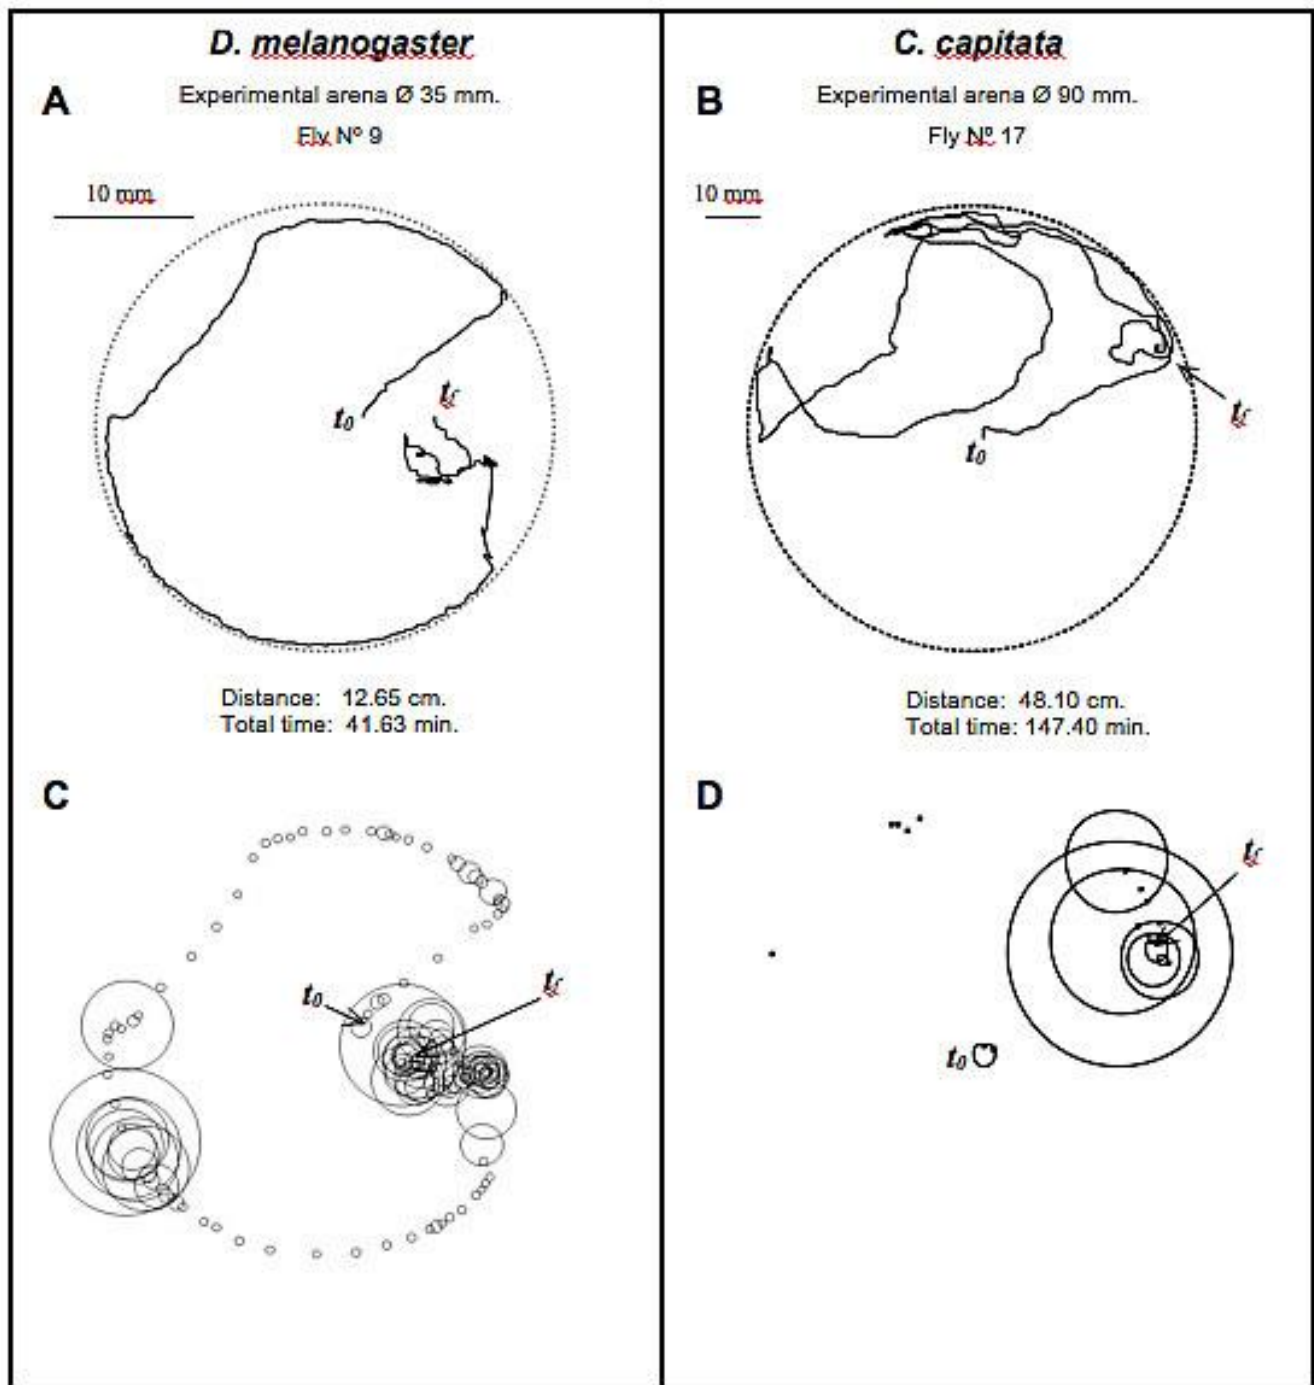 D. melanogaster
A
Experimental arena Ø 35 mm.
Fly Nº 9
10 mm
t0
tf
Distance: 12.65 cm.
Total time: 41.63 min.
C
t0
tf
C. capitata
B
Experimental arena Ø 90 mm.
Fly Nº 17
10 mm
t0
tf
Distance: 48.10 cm.
Total time: 147.40 min.
D
tf
t0